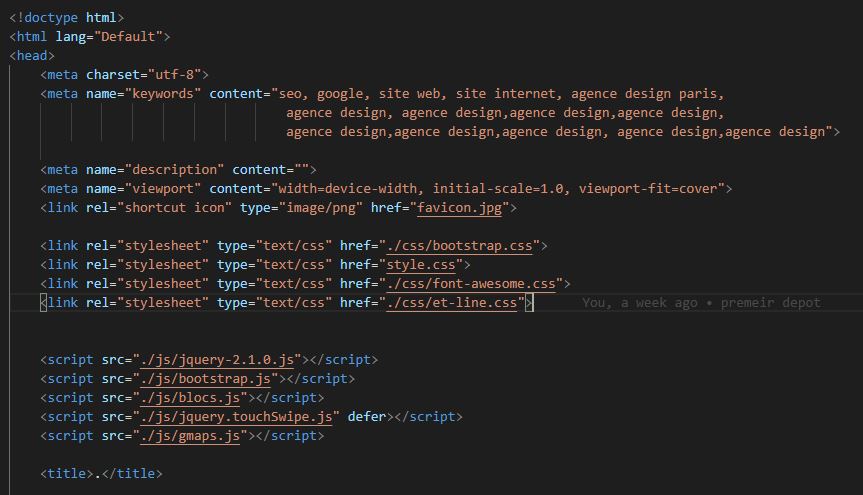 <!doctype html>
<html lang="Default">
<head>
    <meta charset="utf-8">
    <meta name="keywords" content="seo, google, site web, site internet, agence design paris,
                                    agence design, agence design,agence design,agence design,
                                    agence design,agence design,agence design, agence design,agence design">
    <meta name="description" content="">
    <meta name="viewport" content="width=device-width, initial-scale=1.0, viewport-fit=cover">
    <link rel="shortcut icon" type="image/png" href="favicon.jpg">
    <link rel="stylesheet" type="text/css" href="./css/bootstrap.css">
    <link rel="stylesheet" type="text/css" href="style.css">
    <link rel="stylesheet" type="text/css" href="./css/font-awesome.css">
    <link rel="stylesheet" type="text/css" href="./css/et-line.css"> You, a week ago • premeir depot
    <script src="./js/jquery-2.1.0.js"></script>
    <script src="./js/bootstrap.js"></script>
    <script src="./js/blocs.js"></script>
    <script src="./js/jquery.touchSwipe.js" defer></script>
    <script src="./js/gmaps.js"></script>
    <title>.</title>